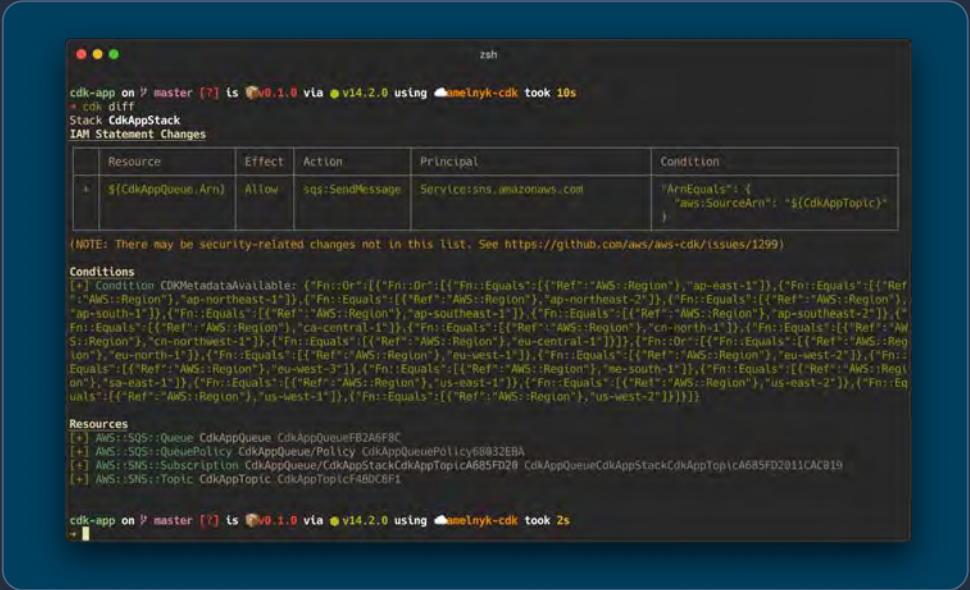 zsh
cdk-app on master [?] is v0.1.0 via v14.2.0 using amelnyk-cdk took 10s
cdk diff
Stack CdkAppStack
IAM Statement Changes
Resource Effect Action Principal Condition
+ ${CdkAppQueue.Arn} Allow sqs:SendMessage Service:sns.amazonaws.com "ArnEquals": {
"aws:SourceArn": "${CdkAppTopic}"
}
(NOTE: There may be security-related changes not in this list. See https://github.com/aws/aws-cdk/issues/1299)
Conditions
[+] Condition CDKMetadataAvailable: {"Fn::Or":[{"Fn::Or":[{"Fn::Equals":[{"Ref":"AWS::Region"},"ap-east-1"]},{"Fn::Equals":[{"Ref
":"AWS::Region"},"ap-northeast-1"]},{"Fn::Equals":[{"Ref":"AWS::Region"},"ap-northeast-2"]},{"Fn::Equals":[{"Ref":"AWS::Region"},
"ap-south-1"]},{"Fn::Equals":[{"Ref":"AWS::Region"},"ap-southeast-1"]},{"Fn::Equals":[{"Ref":"AWS::Region"},"ap-southeast-2"]},{"
Fn::Equals":[{"Ref":"AWS::Region"},"ca-central-1"]},{"Fn::Equals":[{"Ref":"AWS::Region"},"cn-north-1"]},{"Fn::Equals":[{"Ref":"AW
S::Region"},"cn-northwest-1"]},{"Fn::Equals":[{"Ref":"AWS::Region"},"eu-central-1"]}]},{"Fn::Or":[{"Fn::Equals":[{"Ref":"AWS::Reg
ion"},"eu-north-1"]},{"Fn::Equals":[{"Ref":"AWS::Region"},"eu-west-1"]},{"Fn::Equals":[{"Ref":"AWS::Region"},"eu-west-2"]},{"Fn::
Equals":[{"Ref":"AWS::Region"},"eu-west-3"]},{"Fn::Equals":[{"Ref":"AWS::Region"},"me-south-1"]},{"Fn::Equals":[{"Ref":"AWS::Regi
on"},"sa-east-1"]},{"Fn::Equals":[{"Ref":"AWS::Region"},"us-east-1"]},{"Fn::Equals":[{"Ref":"AWS::Region"},"us-east-2"]},{"Fn::Eq
uals":[{"Ref":"AWS::Region"},"us-west-1"]},{"Fn::Equals":[{"Ref":"AWS::Region"},"us-west-2"]}]}]}
Resources
[+] AWS::SQS::Queue CdkAppQueue CdkAppQueueFB2A6F8C
[+] AWS::SQS::QueuePolicy CdkAppQueue/Policy CdkAppQueuePolicy68032EBA
[+] AWS::SNS::Subscription CdkAppQueue/CdkAppStackCdkAppTopicA685FD20 CdkAppQueueCdkAppStackCdkAppTopicA685FD2011CAC019
[+] AWS::SNS::Topic CdkAppTopic CdkAppTopicF4BDC8F1
cdk-app on master [?] is v0.1.0 via v14.2.0 using amelnyk-cdk took 2s